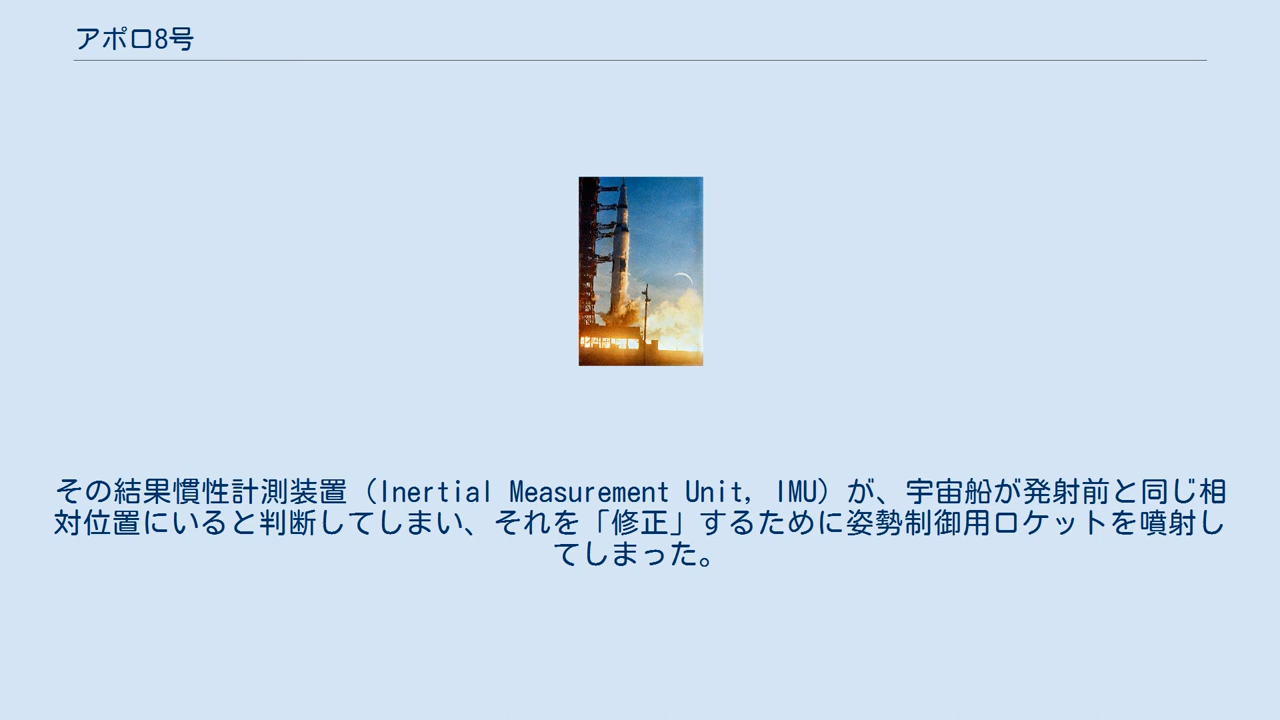 アポロ8号
その結果慣性計測装置（Inertial Measurement Unit, IMU）が、宇宙船が発射前と同じ相
対位置にいると判断してしまい、それを「修正」するために姿勢制御用ロケットを噴射し
てしまった。